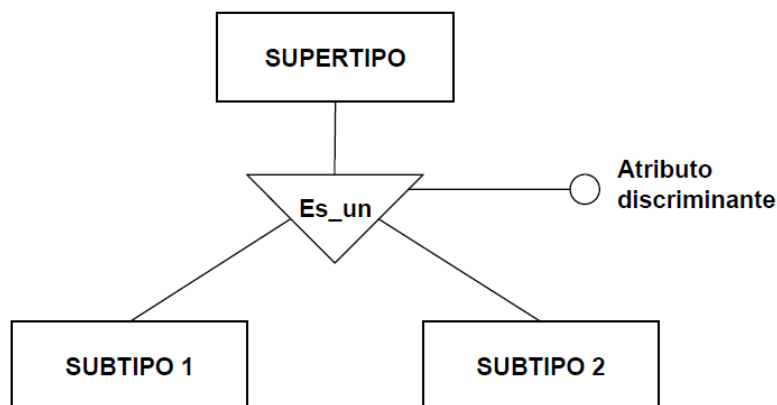 SUPERTIPO
Es_un
Atributo
discriminante
SUBTIPO 1
SUBTIPO 2